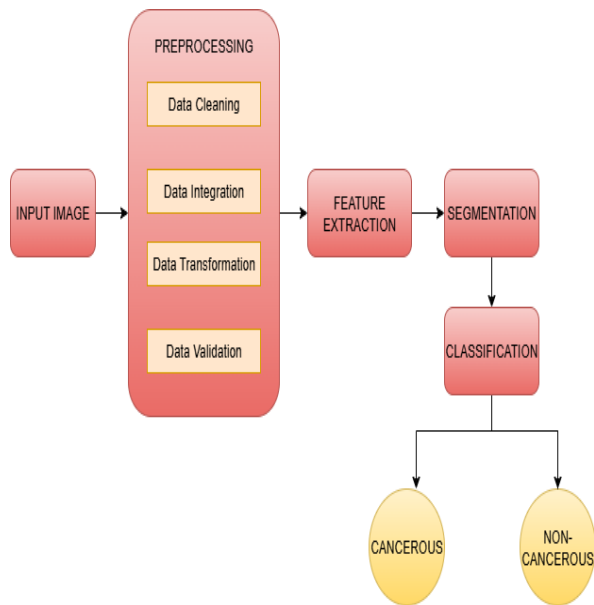 PREPROCESSING
Data Cleaning
INPUT IMAGE
Data Integration
Data Transformation
Data Validation
FEATURE
EXTRACTION
SEGMENTATION
CLASSIFICATION
CANCEROUS
NON-
CANCEROUS